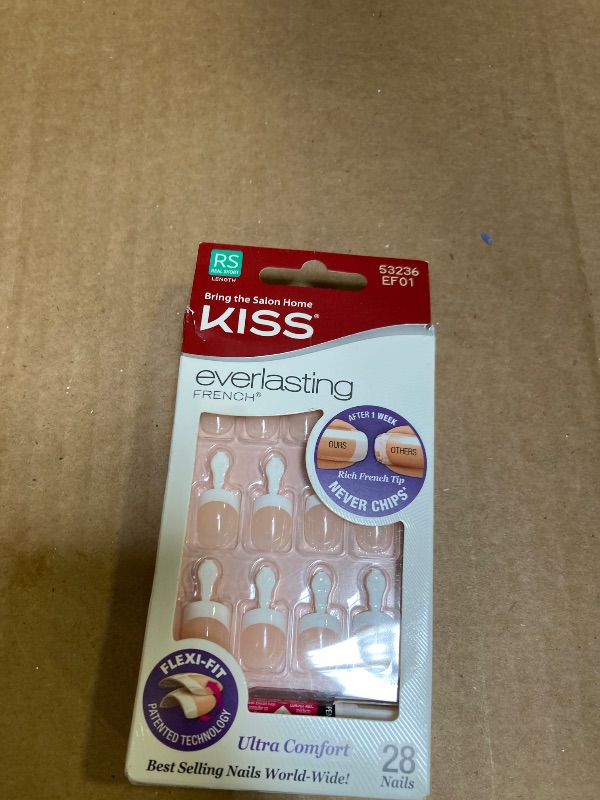 RS
REAL SHORT
LENGTH
53236
EF01
Bring the Salon Home
KISS®
everlasting
FRENCH®
AFTER 1 WEEK
OURS
OTHERS
Rich French Tip
NEVER CHIPS*
FLEXI-FIT
PATENTED TECHNOLOGY
Ultra Comfort
Best Selling Nails World-Wide!
28
Nails